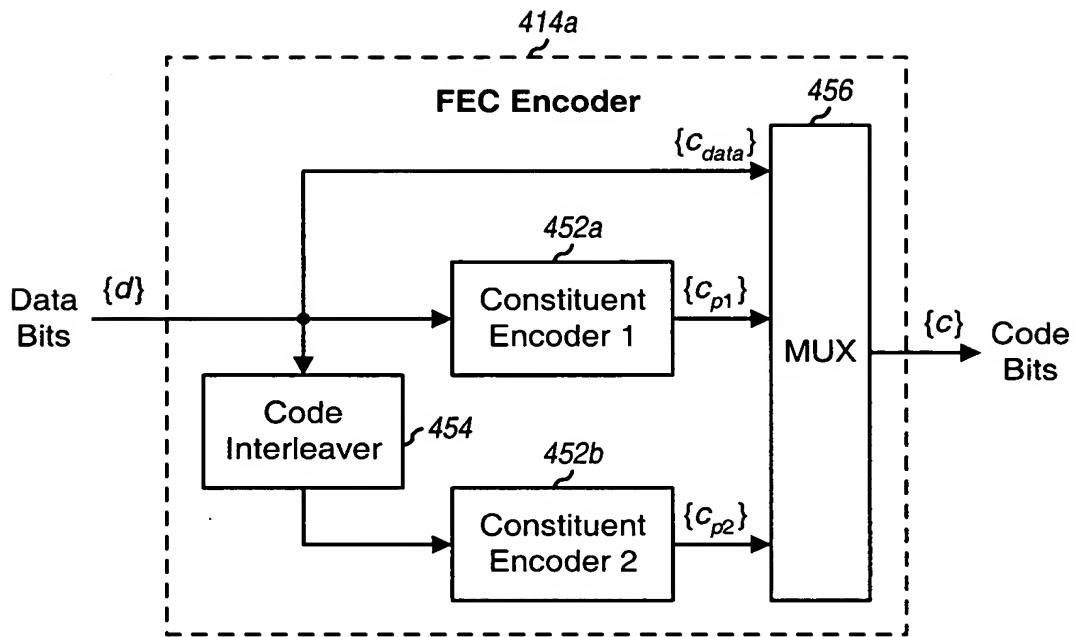 414a
FEC Encoder
456
{c_data}
452a
Data
Bits
{d}
Constituent
Encoder 1
{c_p1}
MUX
{c}
Code
Bits
Code
Interleaver
454
452b
Constituent
Encoder 2
{c_p2}